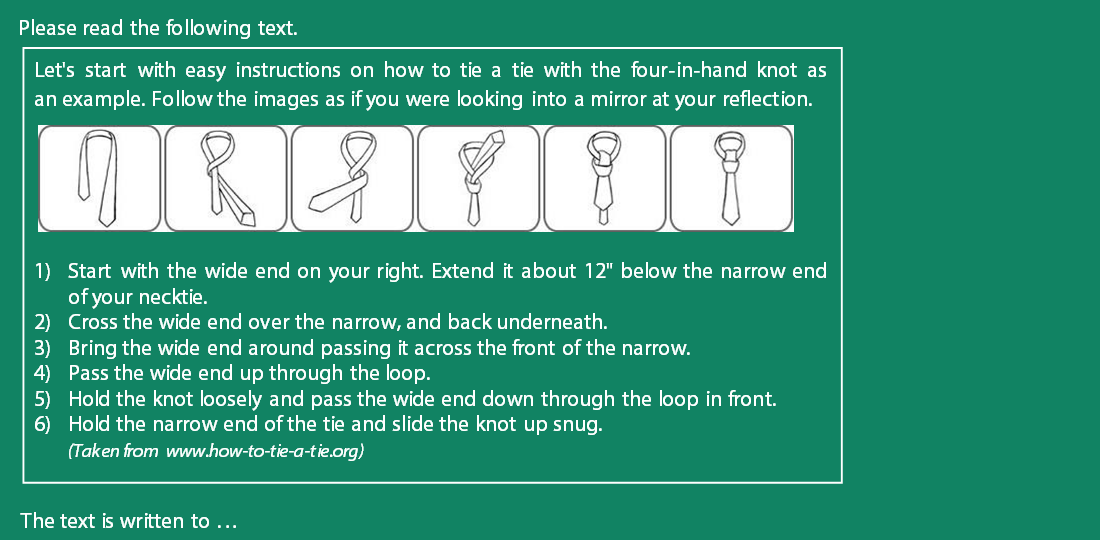 Please read the following text.
Let's start with easy instructions on how to tie a tie with the four-in-hand knot as
an example. Follow the images as if you were looking into a mirror at your reflection.
1) Start with the wide end on your right. Extend it about 12" below the narrow end
of your necktie.
2) Cross the wide end over the narrow, and back underneath.
3) Bring the wide end around passing it across the front of the narrow.
4) Pass the wide end up through the loop.
5) Hold the knot loosely and pass the wide end down through the loop in front.
6) Hold the narrow end of the tie and slide the knot up snug.
(Taken from www.how-to-tie-a-tie.org)
The text is written to ...